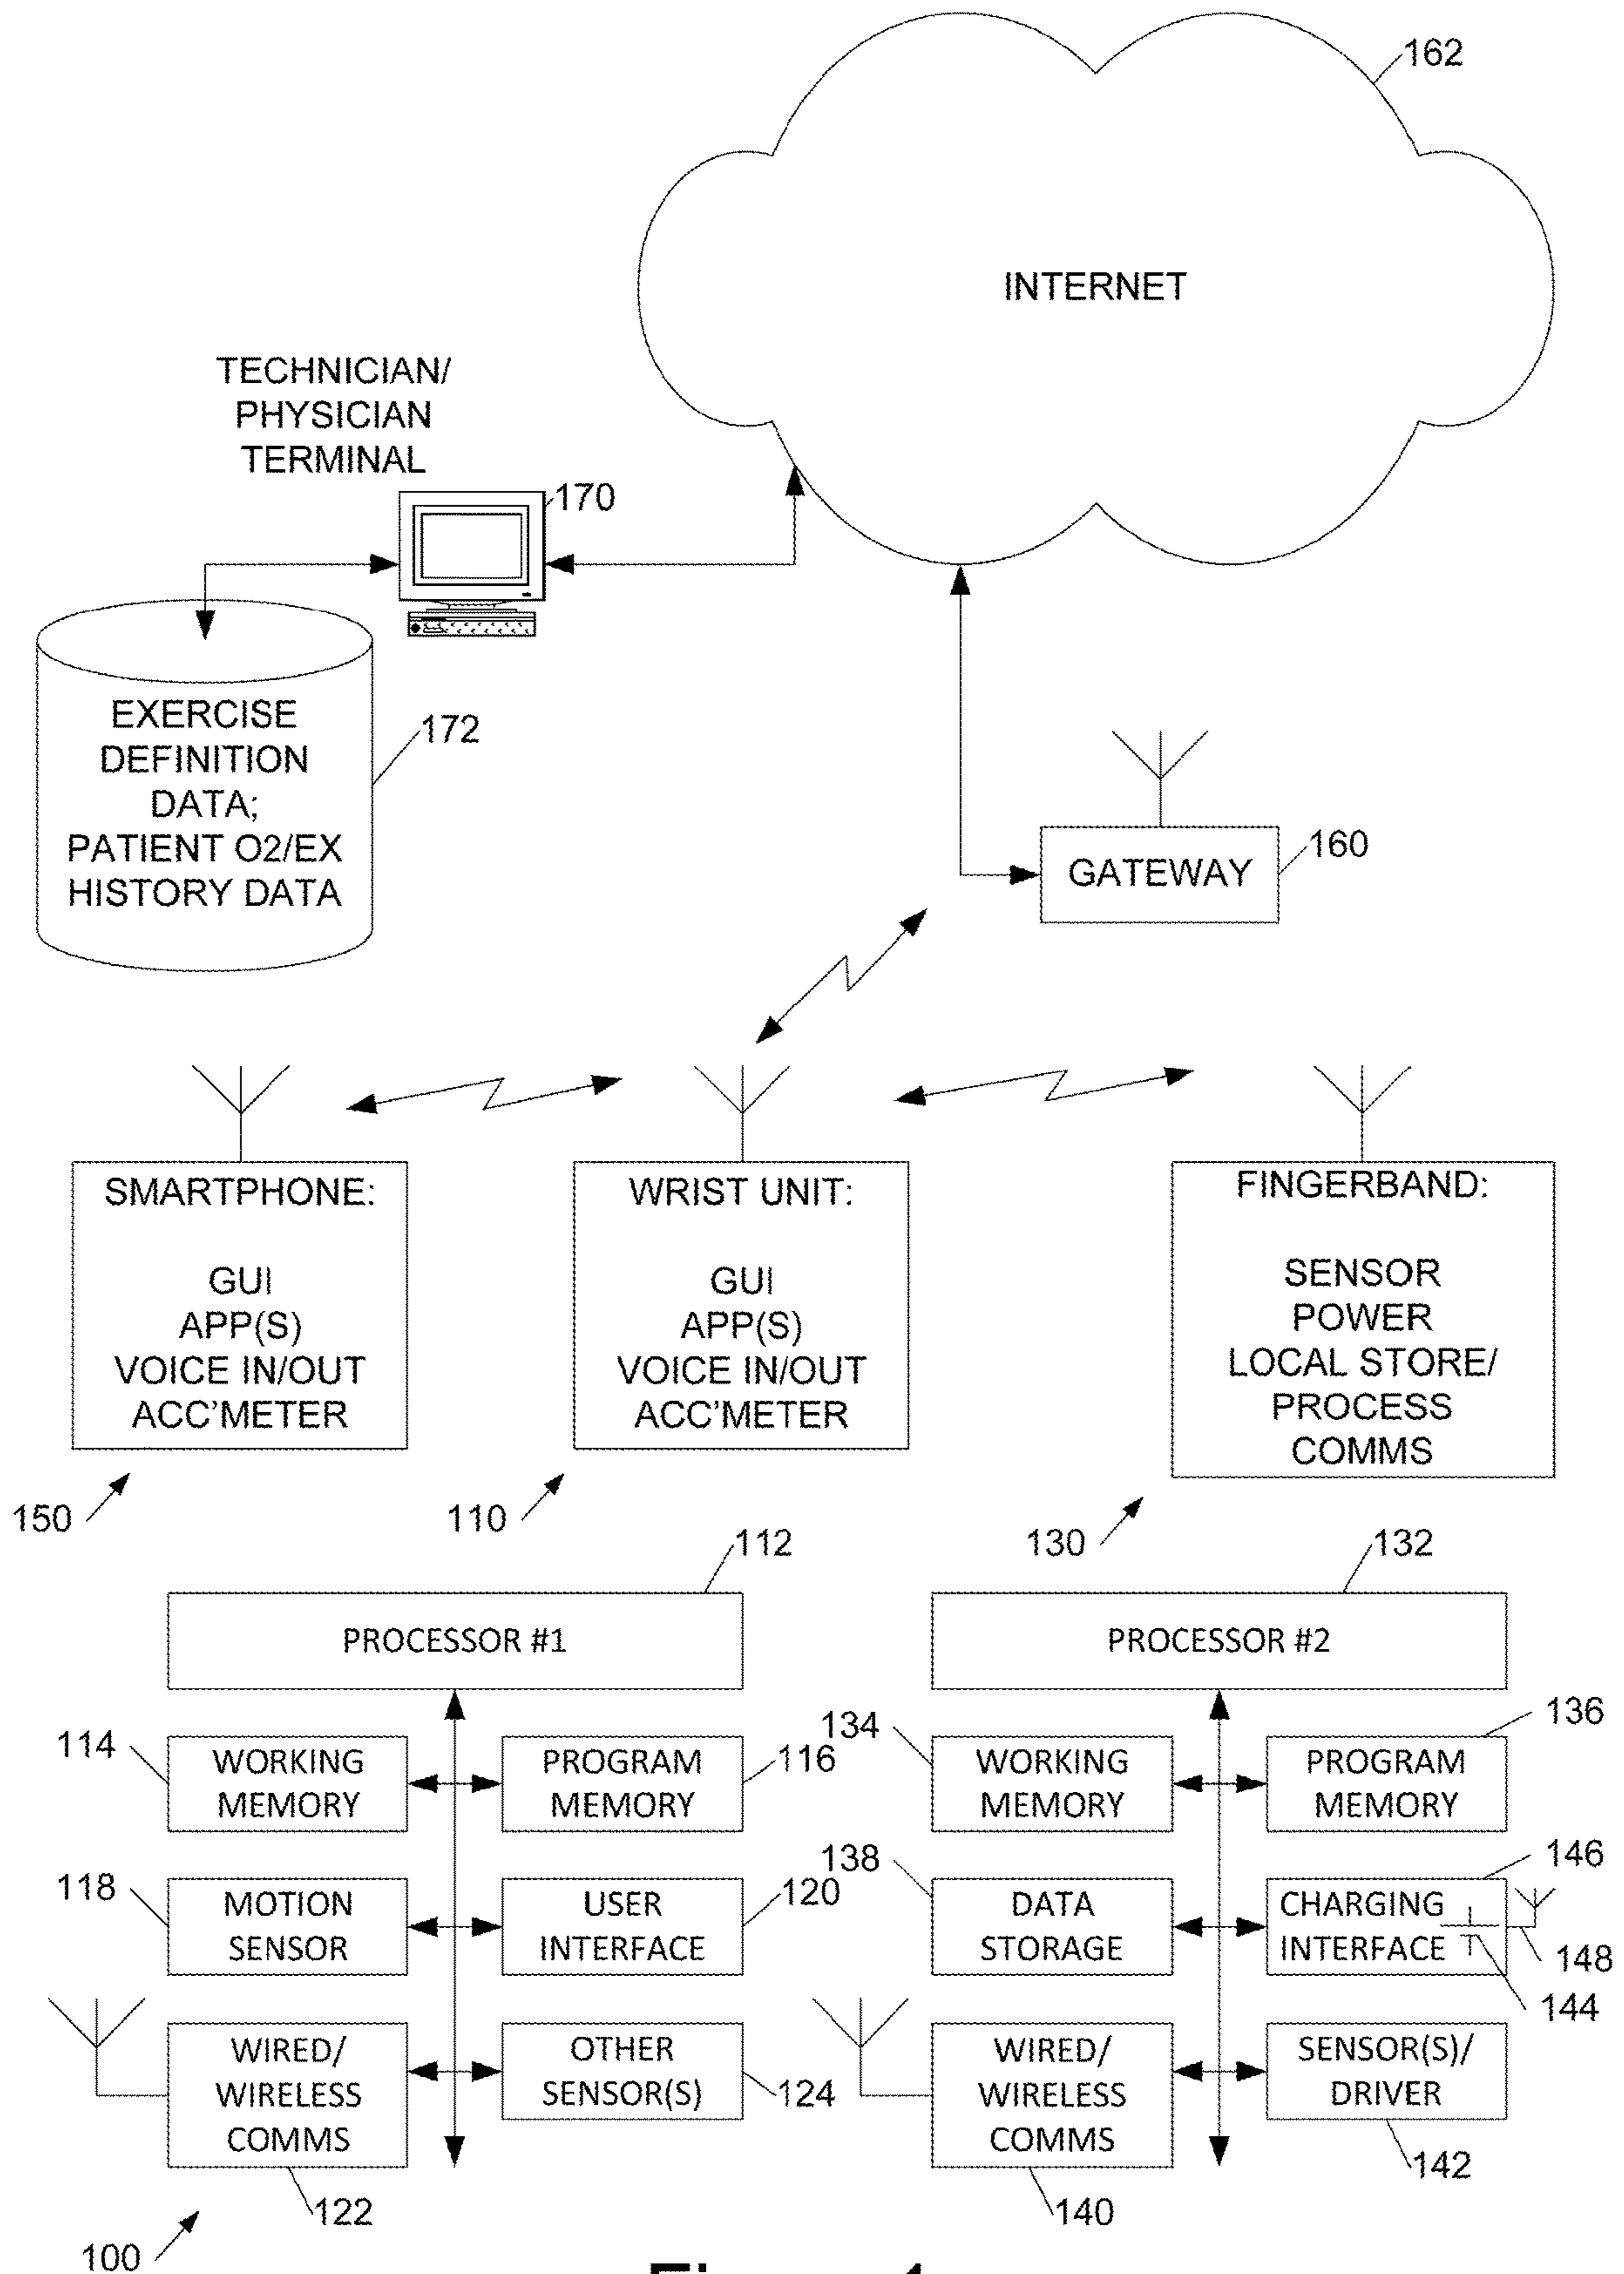 162
INTERNET
TECHNICIAN/
PHYSICIAN
TERMINAL
170
EXERCISE
DEFINITION
DATA;
PATIENT O2/EX
HISTORY DATA
172
GATEWAY
160
SMARTPHONE:
GUI
APP(S)
VOICE IN/OUT
ACC'METER
150
WRIST UNIT:
GUI
APP(S)
VOICE IN/OUT
ACC'METER
110
FINGERBAND:
SENSOR
POWER
LOCAL STORE/
PROCESS
COMMS
130
112
PROCESSOR #1
114
WORKING
MEMORY
PROGRAM
MEMORY
116
118
MOTION
SENSOR
USER
INTERFACE
120
WIRED/
WIRELESS
COMMS
122
OTHER
SENSOR(S)
124
132
PROCESSOR #2
134
WORKING
MEMORY
136
PROGRAM
MEMORY
138
DATA
STORAGE
146
CHARGING
INTERFACE
148
144
WIRED/
WIRELESS
COMMS
140
SENSOR(S)/
DRIVER
142
100